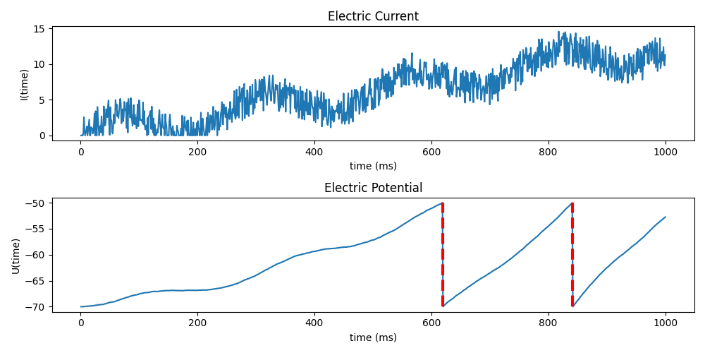 Electric Current
I(time)
15
10
5
0
0 200 400 600 800 1000
time (ms)
Electric Potential
U(time)
−50
−55
−60
−65
−70
0 200 400 600 800 1000
time (ms)